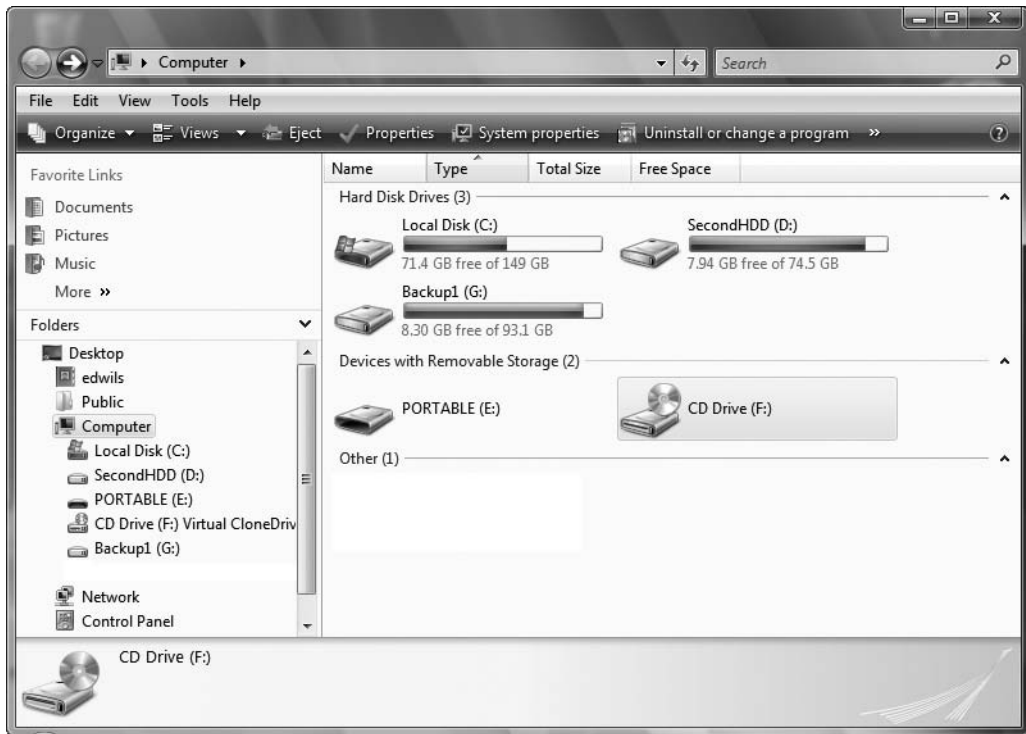 Computer
Search
File Edit View Tools Help
Organize Views Eject Properties System properties Uninstall or change a program »
Favorite Links
Documents
Pictures
Music
More »
Folders
Desktop
edwils
Public
Computer
Local Disk (C:)
SecondHDD (D:)
PORTABLE (E:)
CD Drive (F:) Virtual CloneDriv
Backup1 (G:)
Network
Control Panel
Name Type Total Size Free Space
Hard Disk Drives (3)
Local Disk (C:)
71.4 GB free of 149 GB
SecondHDD (D:)
7.94 GB free of 74.5 GB
Backup1 (G:)
8.30 GB free of 93.1 GB
Devices with Removable Storage (2)
PORTABLE (E:)
CD Drive (F:)
Other (1)
CD Drive (F:)